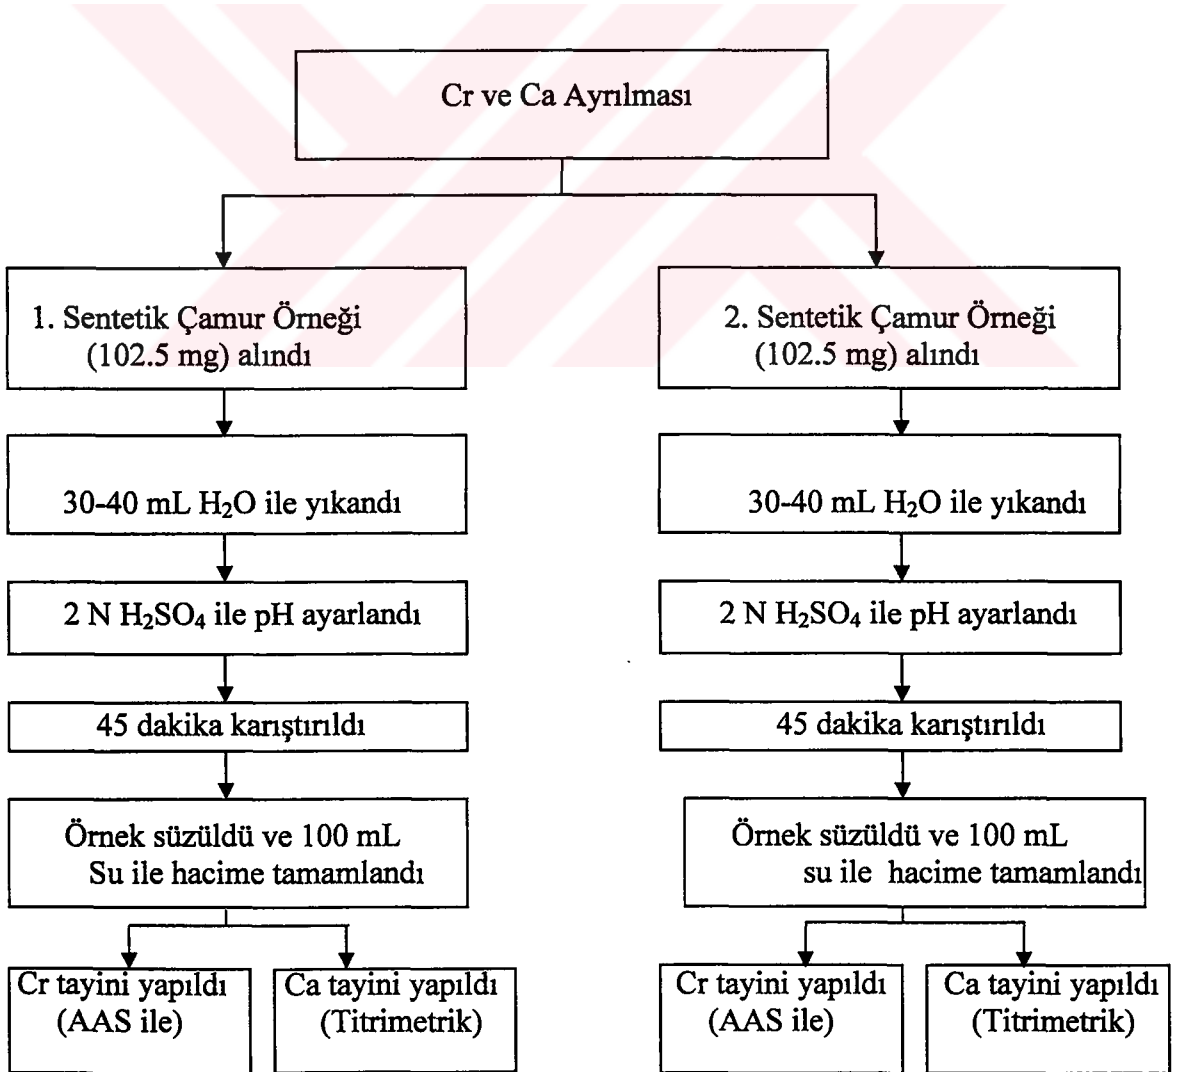 Cr ve Ca Ayrılması
1. Sentetik Çamur Örneği
(102.5 mg) alındı
30-40 mL H₂O ile yıkandı
2 N H₂SO₄ ile pH ayarlandı
45 dakika karıştırıldı
Örnek süzüldü ve 100 mL
Su ile hacime tamamlandı
Cr tayini yapıldı
(AAS ile)
Ca tayini yapıldı
(Titrimetrik)
2. Sentetik Çamur Örneği
(102.5 mg) alındı
30-40 mL H₂O ile yıkandı
2 N H₂SO₄ ile pH ayarlandı
45 dakika karıştırıldı
Örnek süzüldü ve 100 mL
su ile hacime tamamlandı
Cr tayini yapıldı
(AAS ile)
Ca tayini yapıldı
(Titrimetrik)